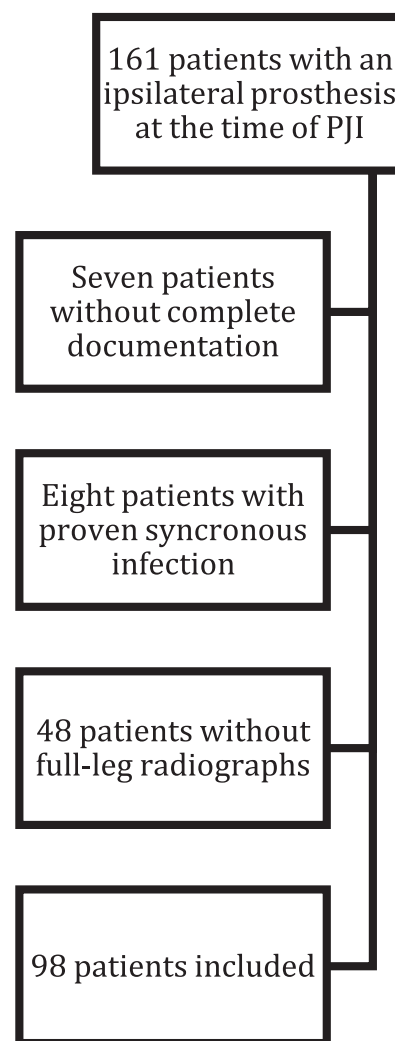 161 patients with an
ipsilateral prosthesis
at the time of PJI
Seven patients
without complete
documentation
Eight patients with
proven syncronous
infection
48 patients without
full-leg radiographs
98 patients included